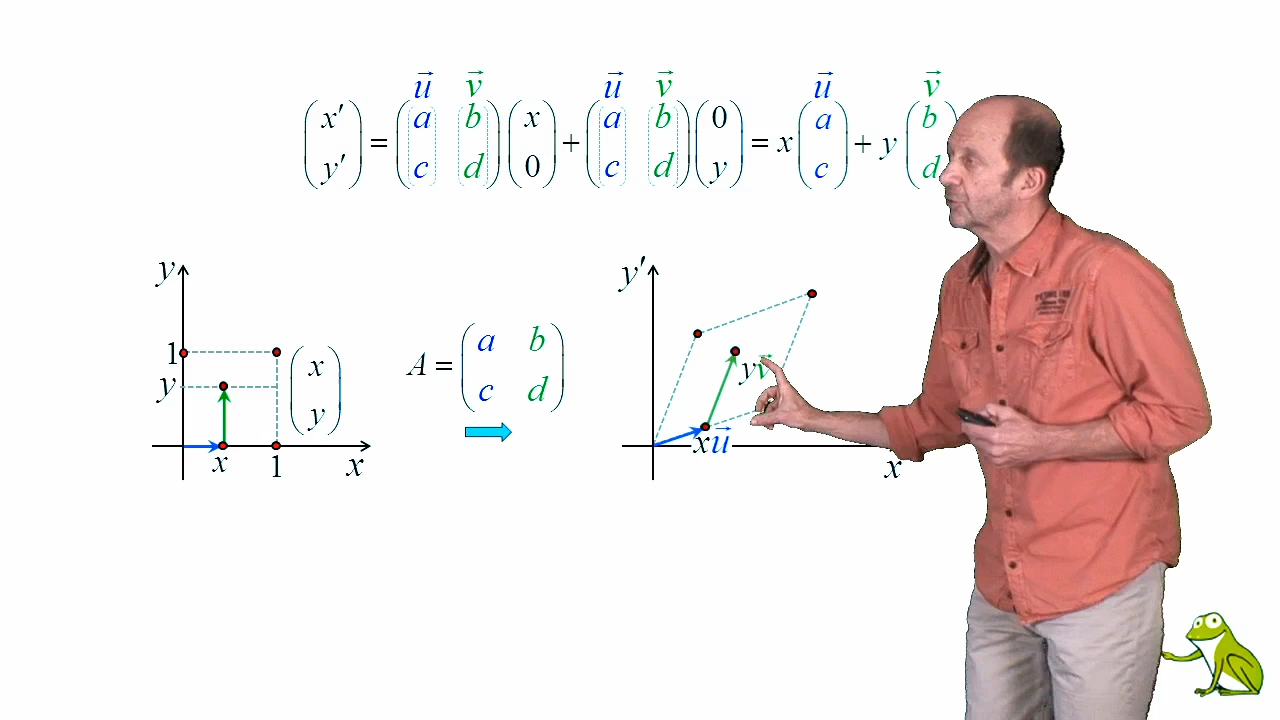 u⃗ v⃗ u⃗ v⃗ u⃗ v⃗
(x′ y′) = (a b c d)(x 0) + (a b c d)(0 y) = x(a c) + y(b d)
y
1
y
x
1
x
(x y)
A = (a b c d)
y′
yv⃗
xu⃗
x